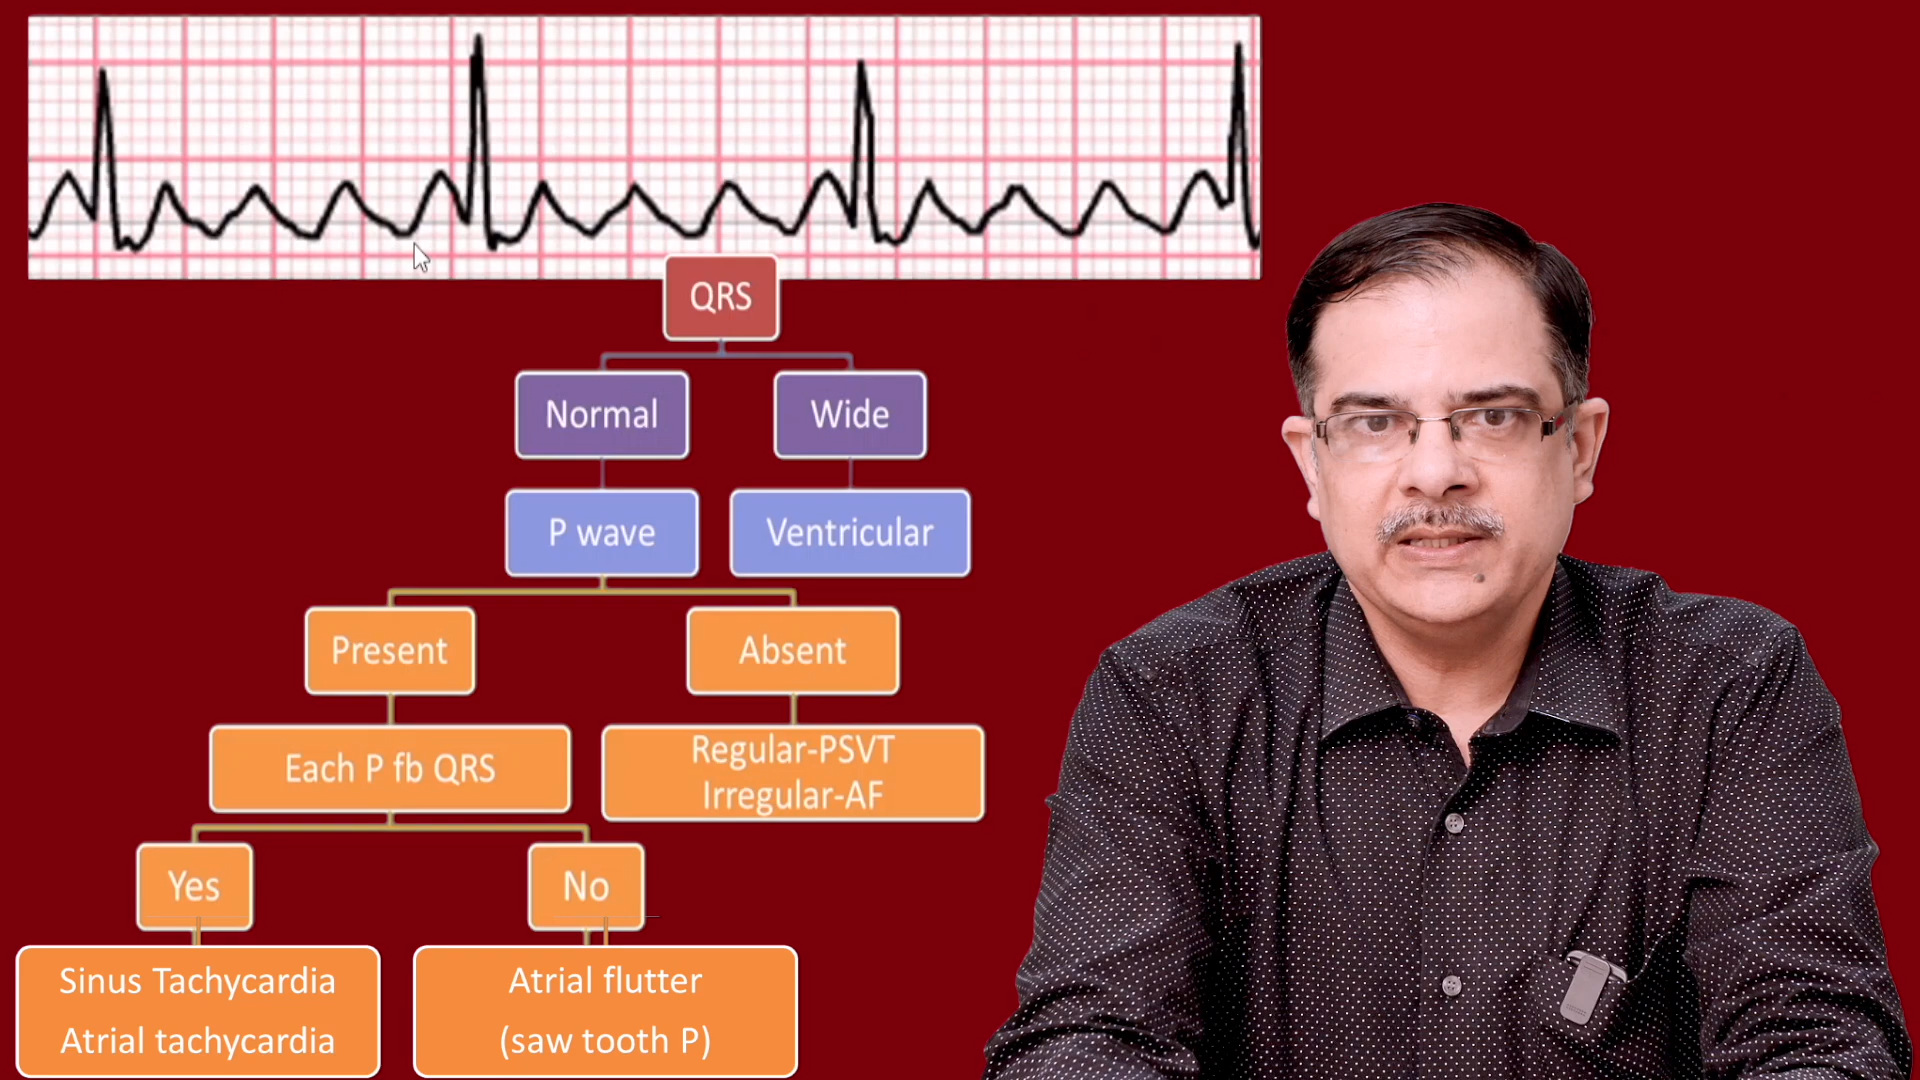 QRS
Normal
Wide
P wave
Ventricular
Present
Absent
Each P fb QRS
Regular-PSVT
Irregular-AF
Yes
No
Sinus Tachycardia
Atrial tachycardia
Atrial flutter
(saw tooth P)